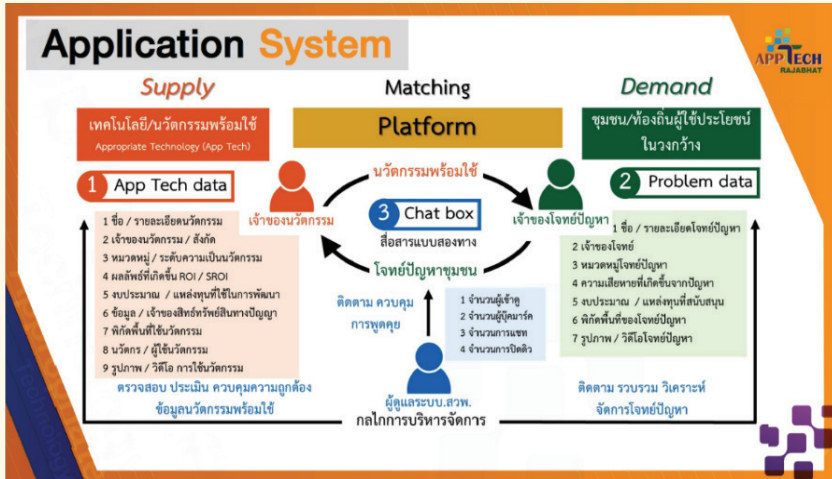 Application System
APPTECH
RAJABHAT
Supply
Matching
Demand
เทคโนโลยี/นวัตกรรมพร้อมใช้
Appropriate Technology (App Tech)
Platform
ชุมชน/ท้องถิ่นผู้ใช้ประโยชน์
ในวงกว้าง
1 App Tech data
นวัตกรรมพร้อมใช้
2 Problem data
เจ้าของนวัตกรรม
3 Chat box
สื่อสารแบบสองทาง
เจ้าของโจทย์ปัญหา
โจทย์ปัญหาชุมชน
1 ชื่อ / รายละเอียดนวัตกรรม
2 เจ้าของนวัตกรรม / สังกัด
3 หมวดหมู่ / ระดับความเป็นนวัตกรรม
4 ผลลัพธ์ที่เกิดขึ้น ROI / SROI
5 งบประมาณ / แหล่งทุนที่ใช้ในการพัฒนา
6 ข้อมูล / เจ้าของสิทธิทรัพย์สินทางปัญญา
7 พิกัดพื้นที่ใช้นวัตกรรม
8 นวัตกร / ผู้ใช้นวัตกรรม
9 รูปภาพ / วิดีโอ การใช้นวัตกรรม
ตรวจสอบ ประเมิน ควบคุมความถูกต้อง
ข้อมูลนวัตกรรมพร้อมใช้
ติดตาม ควบคุม
การพูดคุย
1 จำนวนผู้เข้าดู
2 จำนวนผู้บุ๊คมาร์ค
3 จำนวนการแชท
4 จำนวนการปิดดิว
ผู้ดูแลระบบ.สวพ.
กลไกการบริหารจัดการ
1 ชื่อ / รายละเอียดโจทย์ปัญหา
2 เจ้าของโจทย์
3 หมวดหมู่โจทย์ปัญหา
4 ความเสียหายที่เกิดขึ้นจากปัญหา
5 งบประมาณ / แหล่งทุนที่สนับสนุน
6 พิกัดพื้นที่ของโจทย์ปัญหา
7 รูปภาพ / วิดีโอโจทย์ปัญหา
ติดตาม รวบรวม วิเคราะห์
จัดการโจทย์ปัญหา
Technology